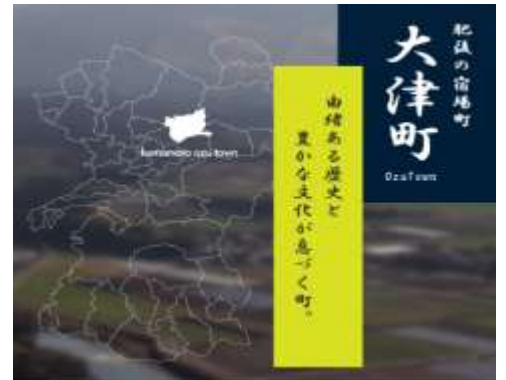 肥後の宿場町
大津町
OzuTown
由緒ある歴史と
豊かな文化が息づく町。
kumamoto ozu town